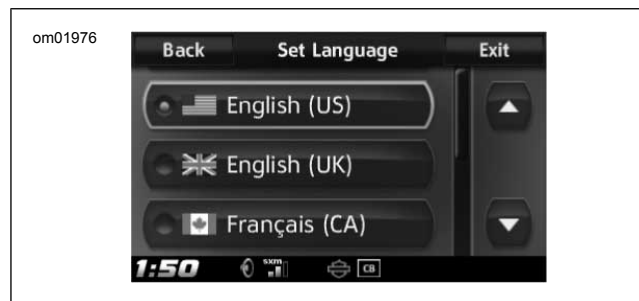 om01976
Back Set Language Exit
English (US)
English (UK)
Français (CA)
1:50 sxm CB